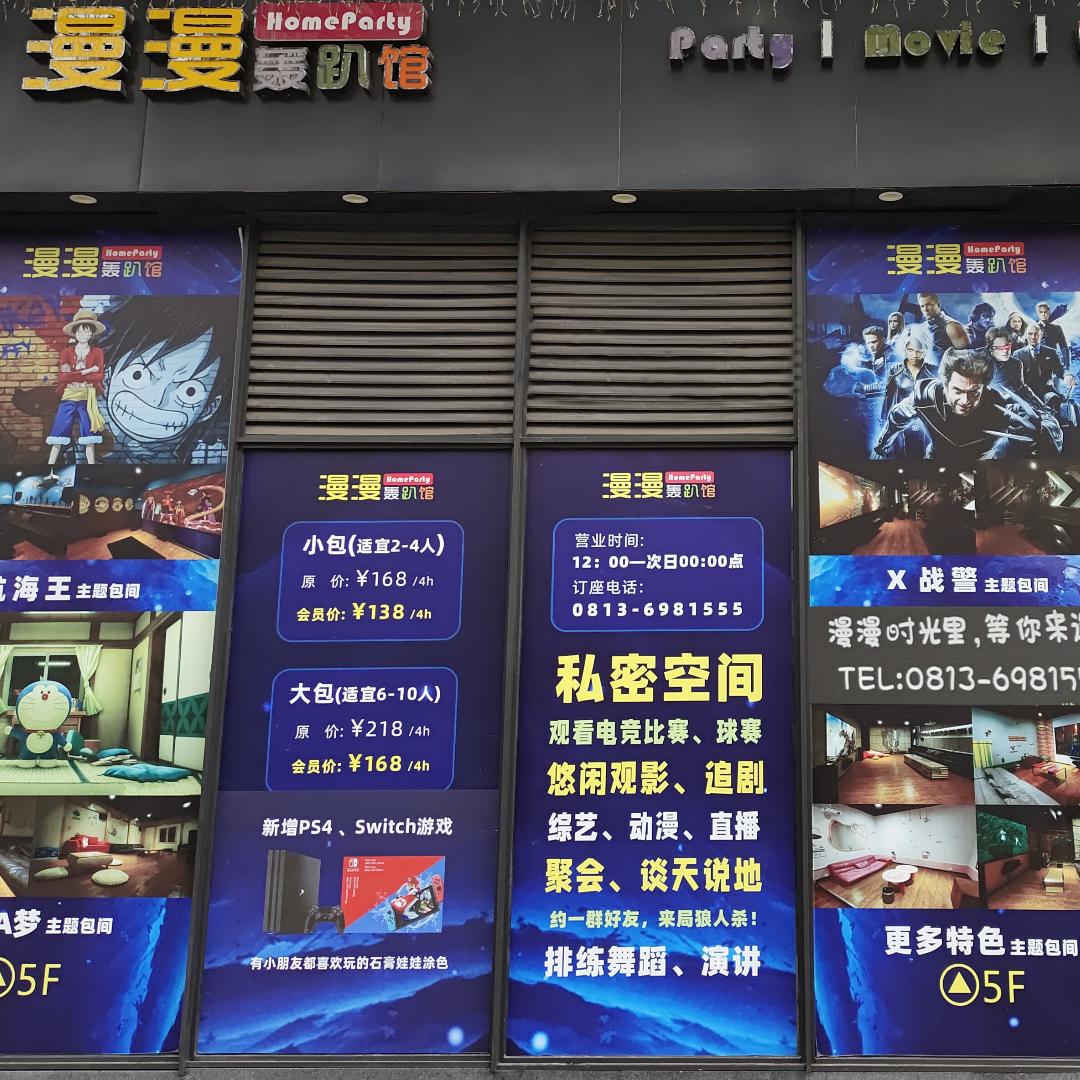 漫漫 HomeParty
轰趴馆
Party | Movie |
漫漫 HomeParty
轰趴馆
航海王 主题包间
A梦 主题包间
5F
漫漫 HomeParty
轰趴馆
小包(适宜2-4人)
原 价: ¥168 /4h
会员价: ¥138 /4h
大包(适宜6-10人)
原 价: ¥218 /4h
会员价: ¥168 /4h
新增PS4 、Switch游戏
有小朋友都喜欢玩的石膏娃娃涂色
漫漫 HomeParty
轰趴馆
营业时间:
12: 00—次日00:00点
订座电话:
0813-6981555
私密空间
观看电竞比赛、球赛
悠闲观影、追剧
综艺、动漫、直播
聚会、谈天说地
约一群好友, 来局狼人杀!
排练舞蹈、演讲
漫漫 HomeParty
轰趴馆
X 战警 主题包间
漫漫时光里,等你来
TEL:0813-69815
更多特色 主题包间
5F